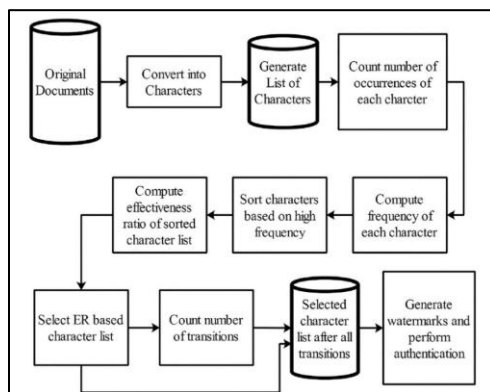 Original
Documents
Convert into
Characters
Generate
List of
Characters
Count number of
occurrences of
each charcter
Compute
frequency of
each character
Sort characters
based on high
frequency
Compute
effectiveness
ratio of sorted
character list
Select ER based
character list
Count number
of transitions
Selected
character
list after all
transitions
Generate
watermarks and
perform
authentication